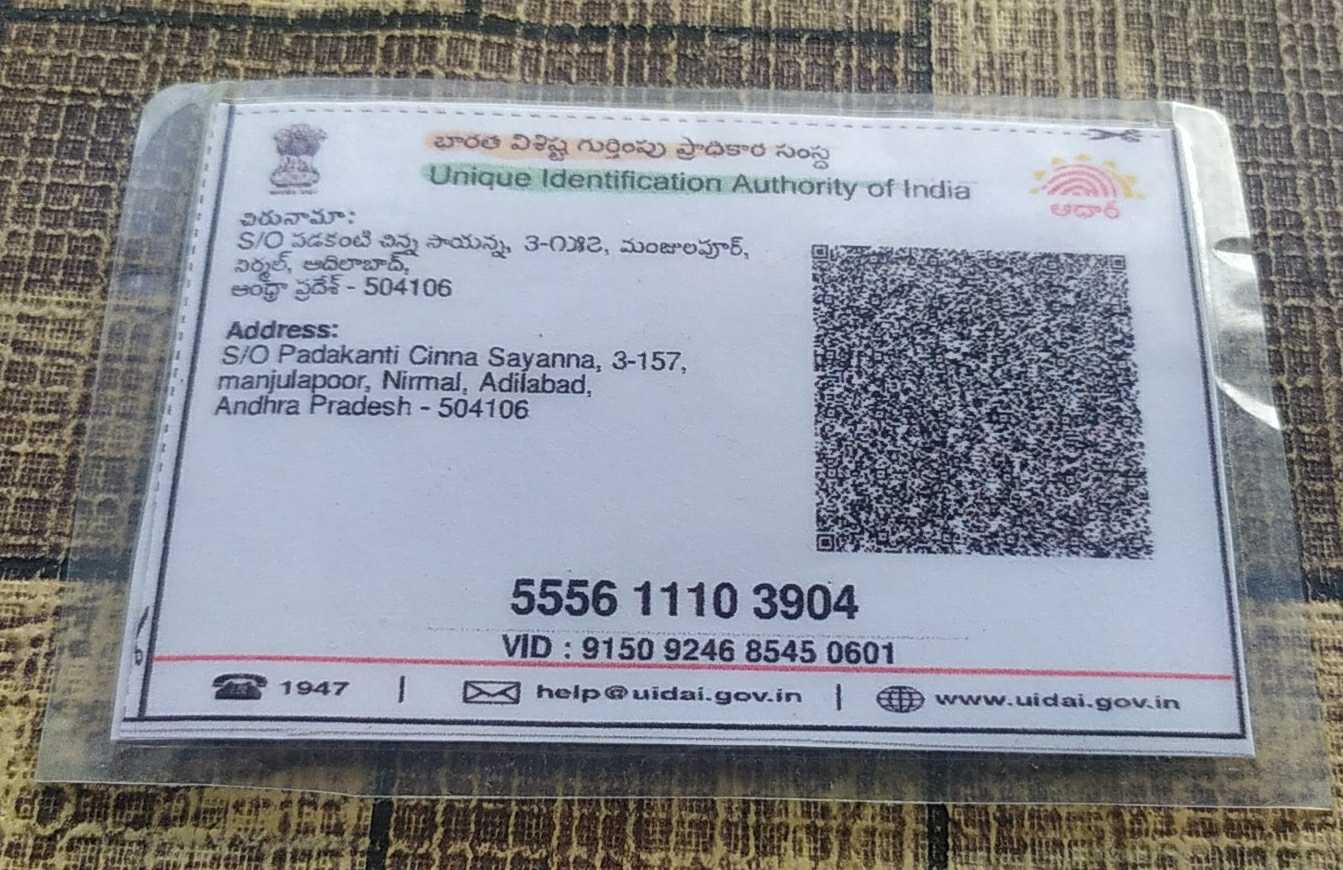 భారత విశిష్ట గుర్తింపు ప్రాధికార సంస్థ
Unique Identification Authority of India
ఆధార్
చిరునామా:
S/O పడకంటి చిన్న సాయన్న, 3-౧౫౭, మంజులపూర్,
నిర్మల్, ఆదిలాబాద్,
ఆంధ్రా ప్రదేశ్ - 504106
Address:
S/O Padakanti Cinna Sayanna, 3-157,
manjulapoor, Nirmal, Adilabad,
Andhra Pradesh - 504106
5556 1110 3904
VID : 9150 9246 8545 0601
1947 | help@uidai.gov.in | www.uidai.gov.in